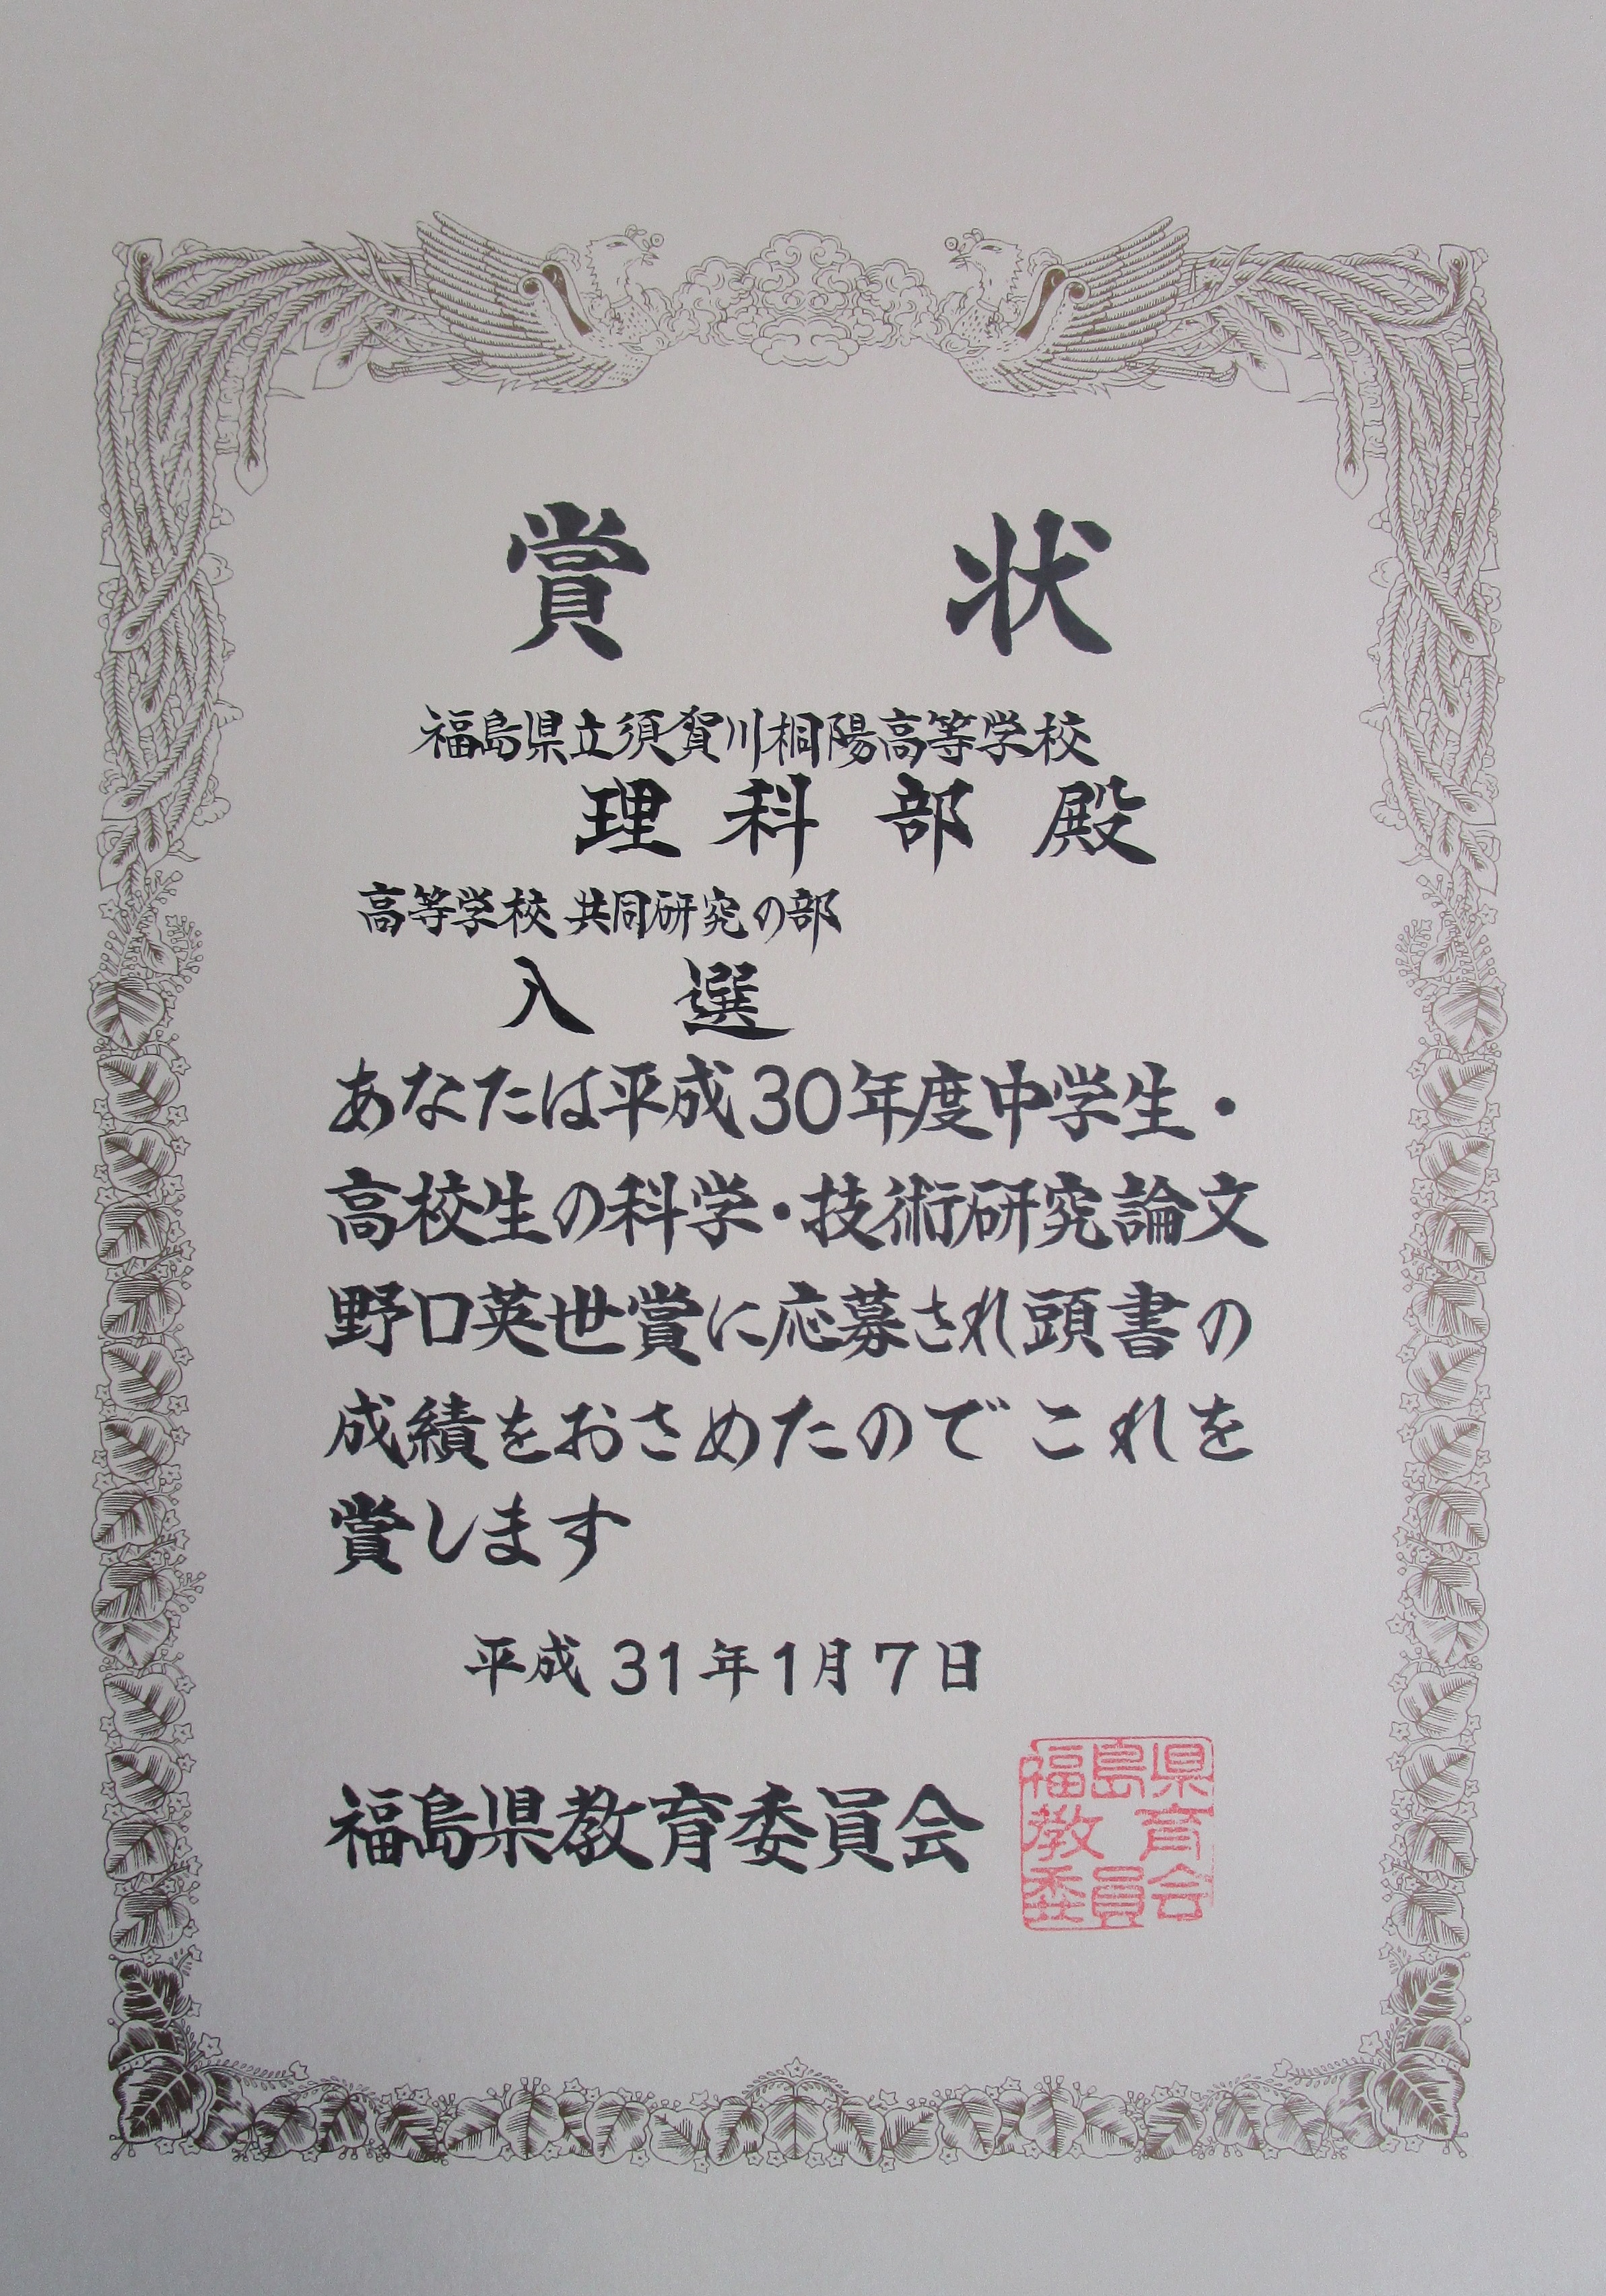 賞 状
福島県立須賀川桐陽高等学校
理科部殿
高等学校 共同研究の部
入 選
あなたは平成30年度中学生・
高校生の科学・技術研究論文
野口英世賞に応募され頭書の
成績をおさめたので これを
賞します
平成31年1月7日
福島県教育委員会
福島県
教育
委員会